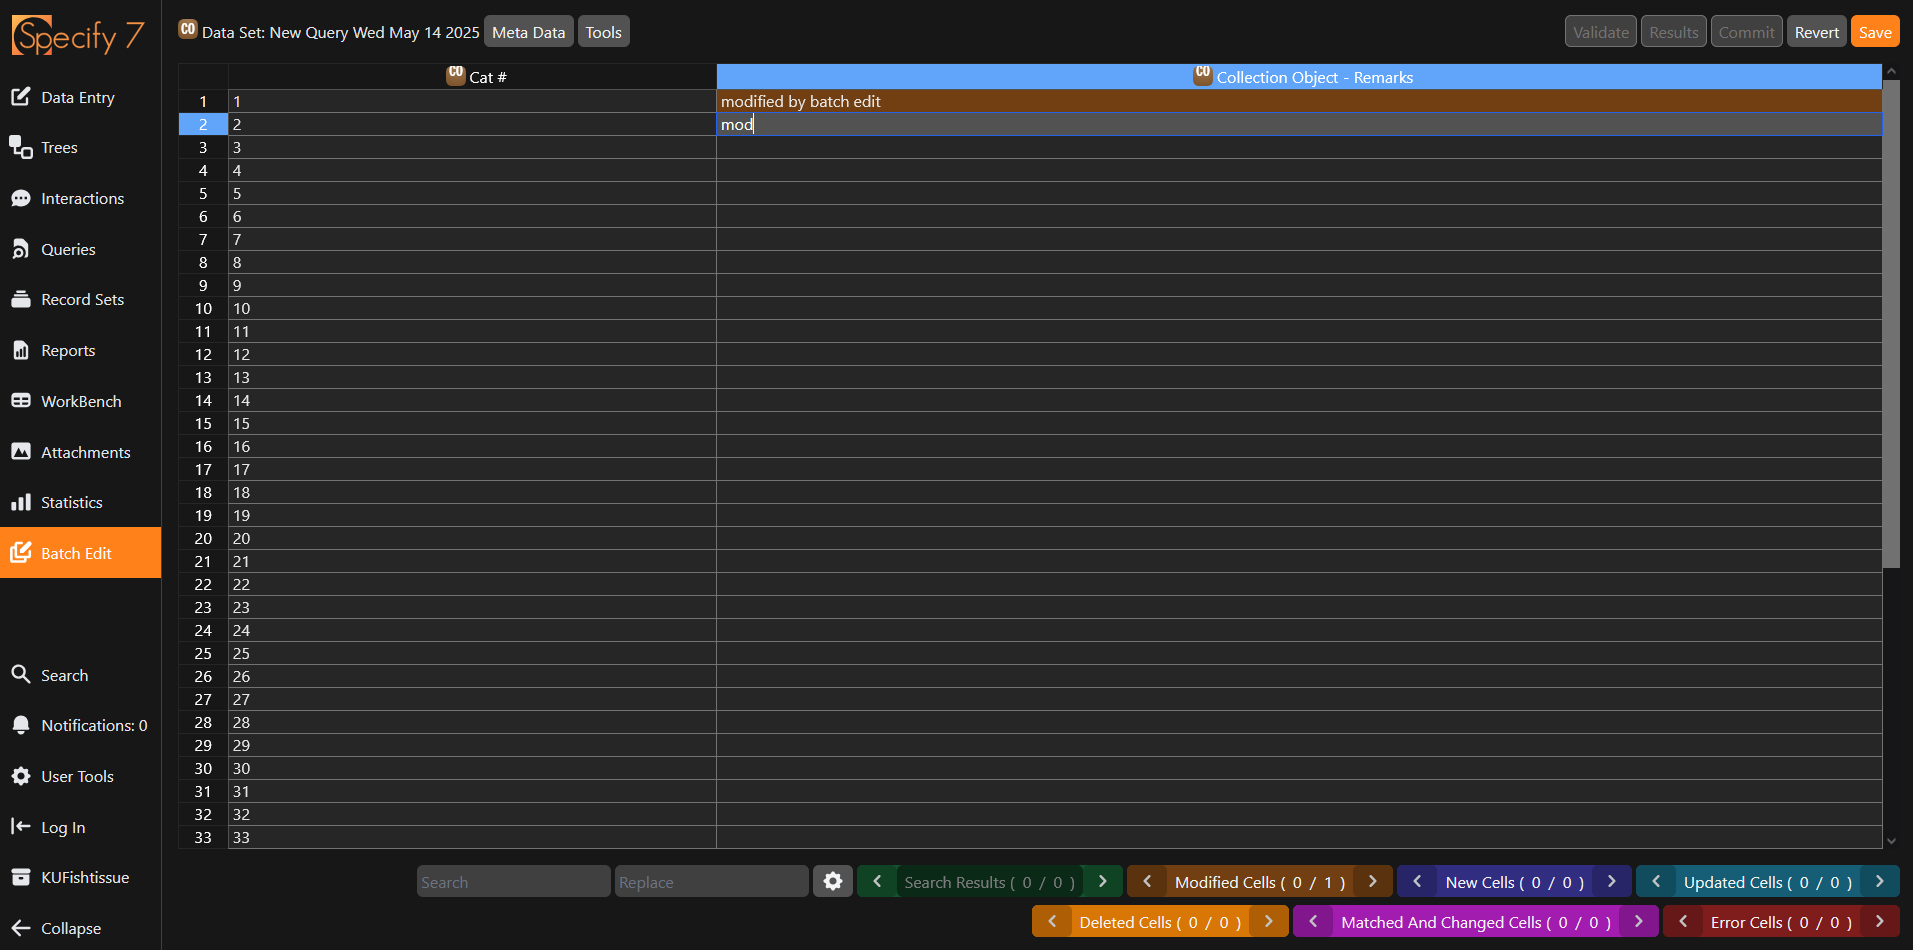 Specify 7
Data Entry
Trees
Interactions
Queries
Record Sets
Reports
WorkBench
Attachments
Statistics
Batch Edit
Search
Notifications: 0
User Tools
Log In
KUFishtissue
Collapse
CO Data Set: New Query Wed May 14 2025 Meta Data Tools
Validate Results Commit Revert Save
CO Cat # CO Collection Object - Remarks
1 1 modified by batch edit
2 2 mod
3 3
4 4
5 5
6 6
7 7
8 8
9 9
10 10
11 11
12 12
13 13
14 14
15 15
16 16
17 17
18 18
19 19
20 20
21 21
22 22
23 23
24 24
25 25
26 26
27 27
28 28
29 29
30 30
31 31
32 32
33 33
Search Replace Search Results ( 0 / 0 ) Modified Cells ( 0 / 1 ) New Cells ( 0 / 0 ) Updated Cells ( 0 / 0 )
Deleted Cells ( 0 / 0 ) Matched And Changed Cells ( 0 / 0 ) Error Cells ( 0 / 0 )